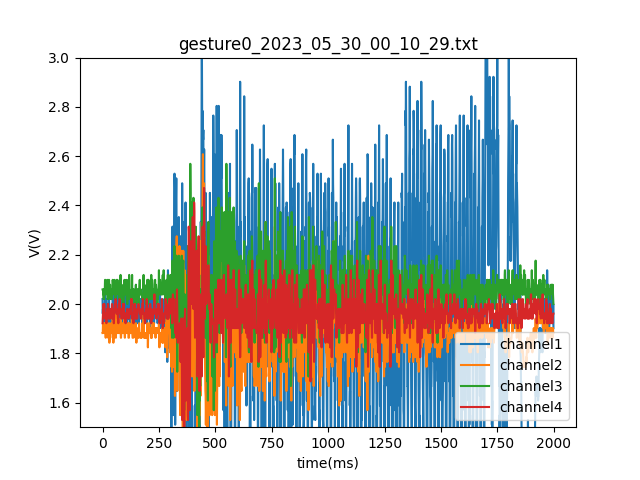 gesture0_2023_05_30_00_10_29.txt
3.0
2.8
2.6
2.4
2.2
2.0
1.8
1.6
V(V)
channel1
channel2
channel3
channel4
0 250 500 750 1000 1250 1500 1750 2000
time(ms)